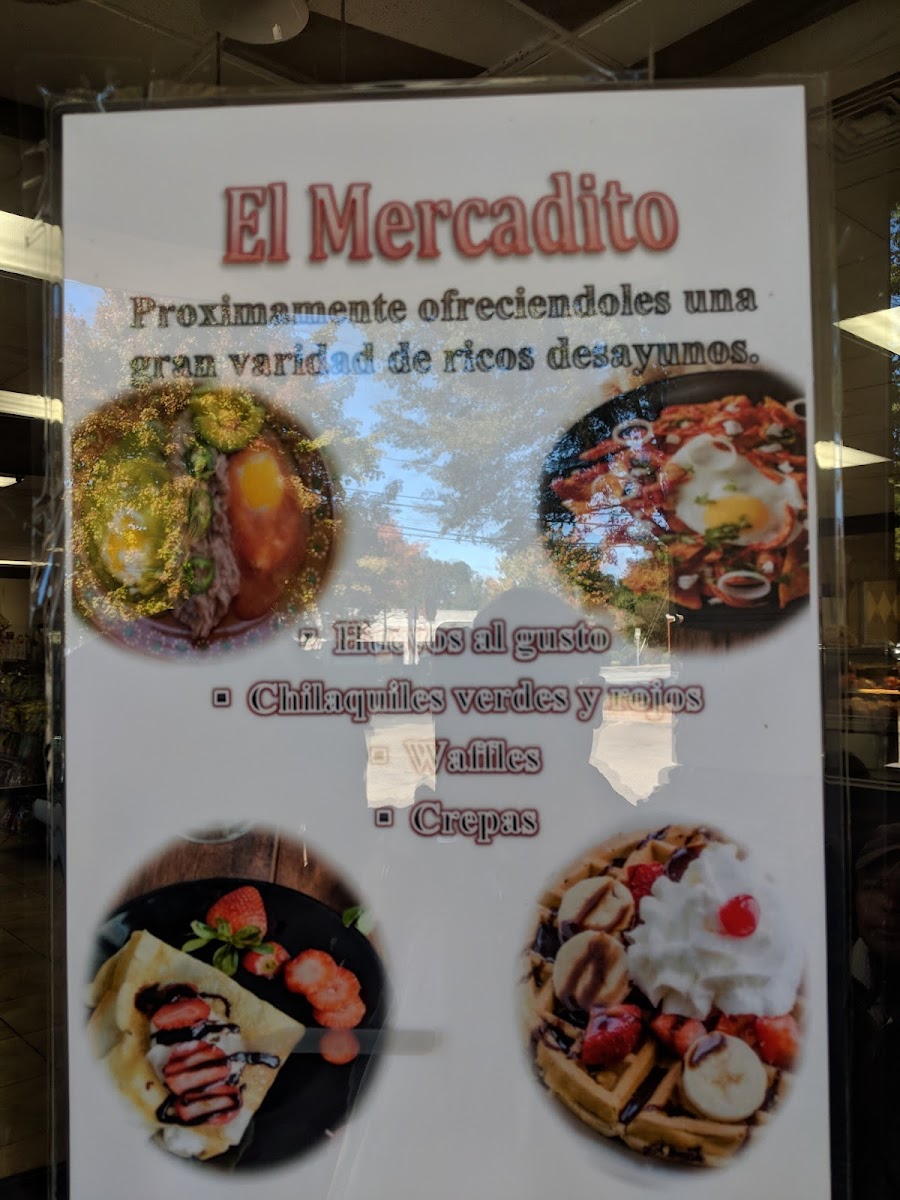 El Mercadito
Proximamente ofreciendoles una
gran varidad de ricos desayunos.
▪ Huevos al gusto
▪ Chilaquiles verdes y rojos
▪ Waffles
▪ Crepas